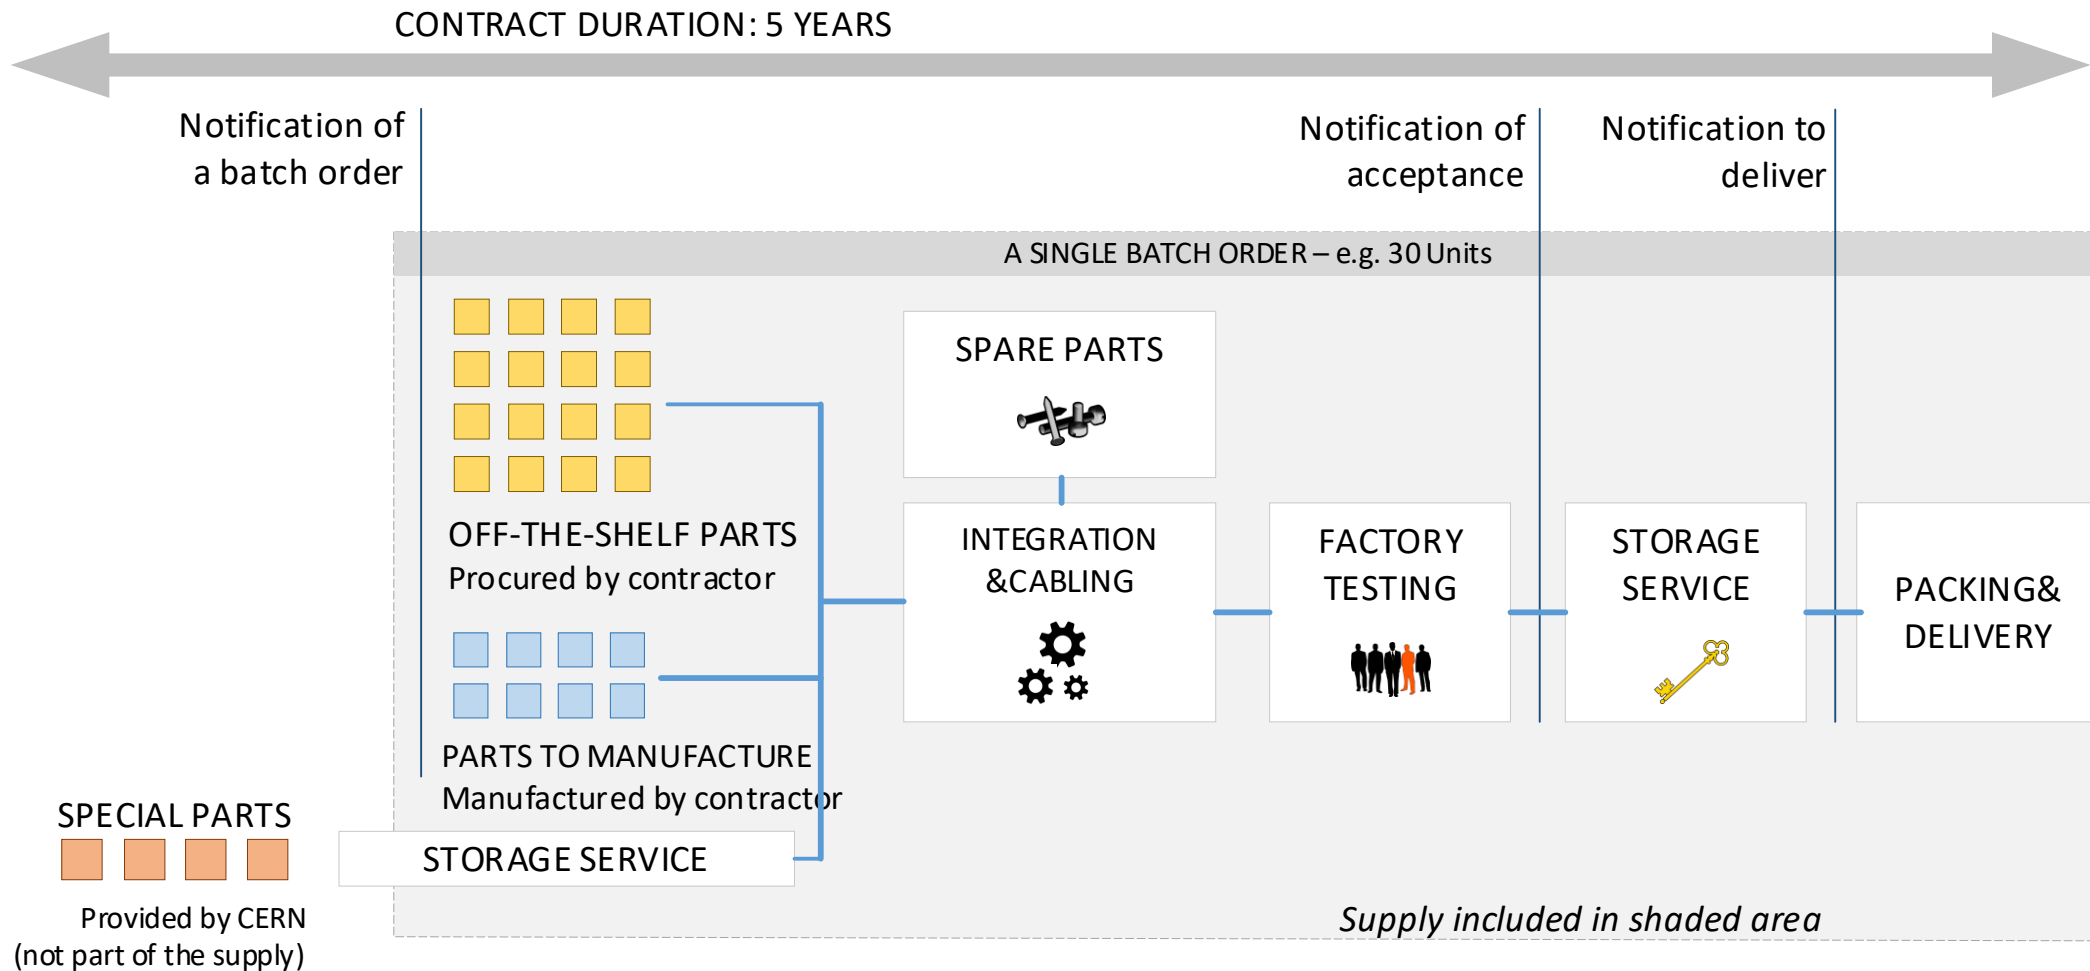 CONTRACT DURATION: 5 YEARS
Notification of
a batch order
Notification of
acceptance
Notification to
deliver
A SINGLE BATCH ORDER – e.g. 30 Units
SPARE PARTS
OFF-THE-SHELF PARTS
Procured by contractor
INTEGRATION
&CABLING
FACTORY
TESTING
STORAGE
SERVICE
PACKING&
DELIVERY
PARTS TO MANUFACTURE
Manufactured by contractor
SPECIAL PARTS
STORAGE SERVICE
Provided by CERN
(not part of the supply)
Supply included in shaded area